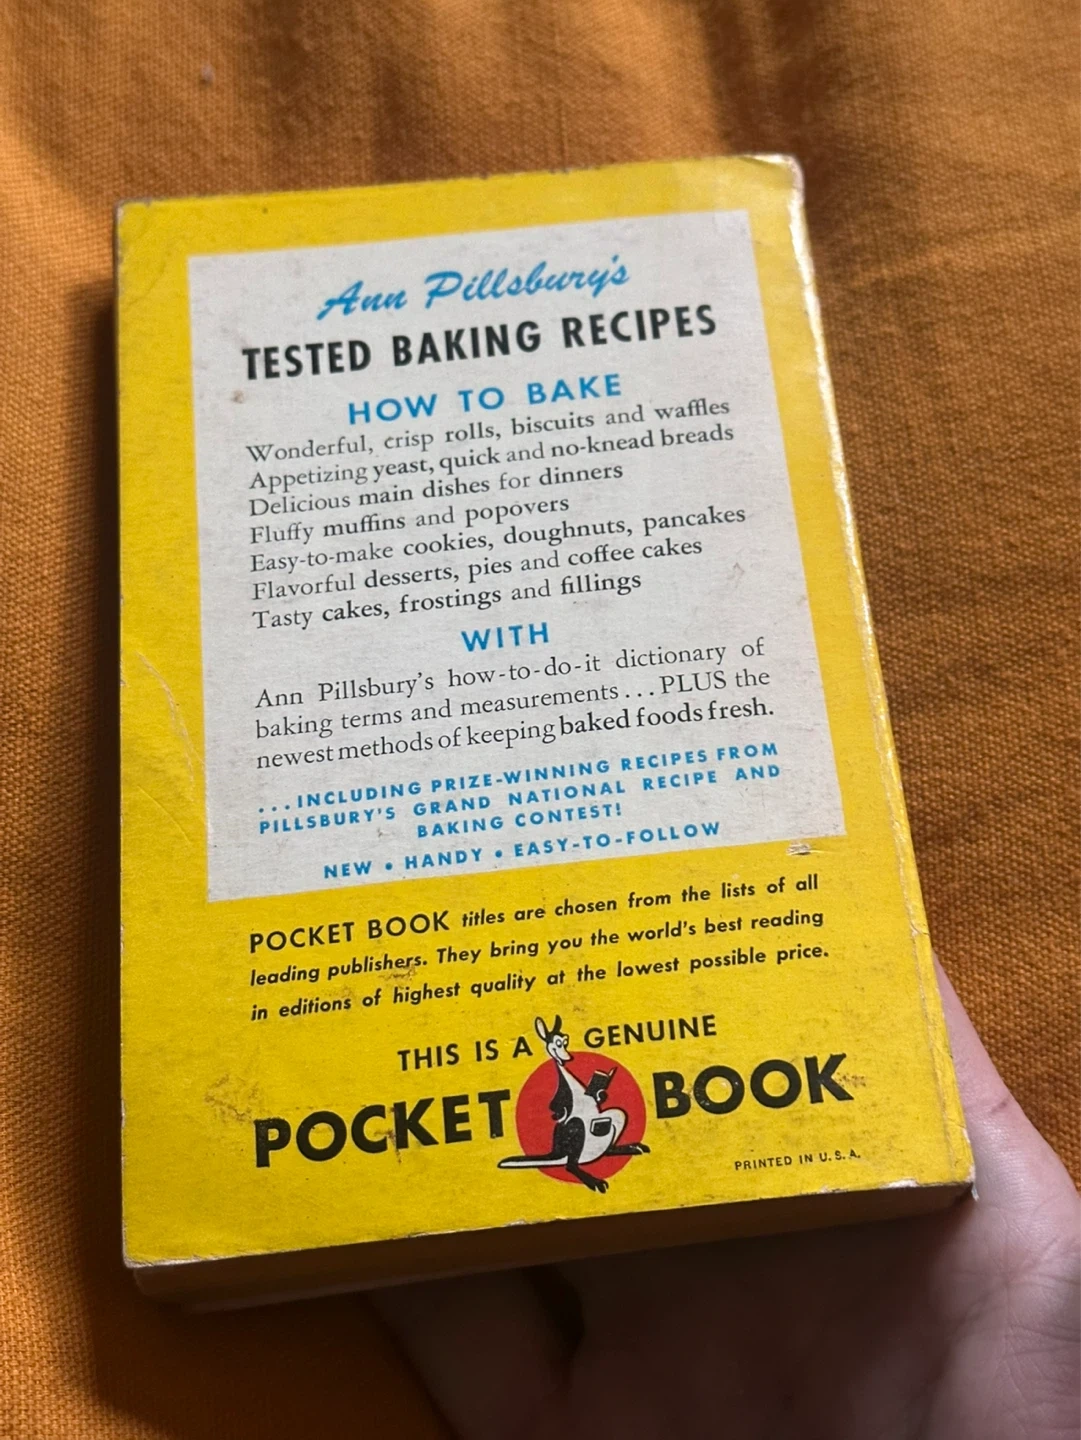 Ann Pillsbury's
TESTED BAKING RECIPES
HOW TO BAKE
Wonderful, crisp rolls, biscuits and waffles
Appetizing yeast, quick and no-knead breads
Delicious main dishes for dinners
Fluffy muffins and popovers
Easy-to-make cookies, doughnuts, pancakes
Flavorful desserts, pies and coffee cakes
Tasty cakes, frostings and fillings
WITH
Ann Pillsbury's how-to-do-it dictionary of
baking terms and measurements...PLUS the
newest methods of keeping baked foods fresh.
...INCLUDING PRIZE-WINNING RECIPES FROM
PILLSBURY'S GRAND NATIONAL RECIPE AND
BAKING CONTEST!
NEW • HANDY • EASY-TO-FOLLOW
POCKET BOOK titles are chosen from the lists of all
leading publishers. They bring you the world's best reading
in editions of highest quality at the lowest possible price.
THIS IS A GENUINE
POCKET BOOK
PRINTED IN U.S.A.